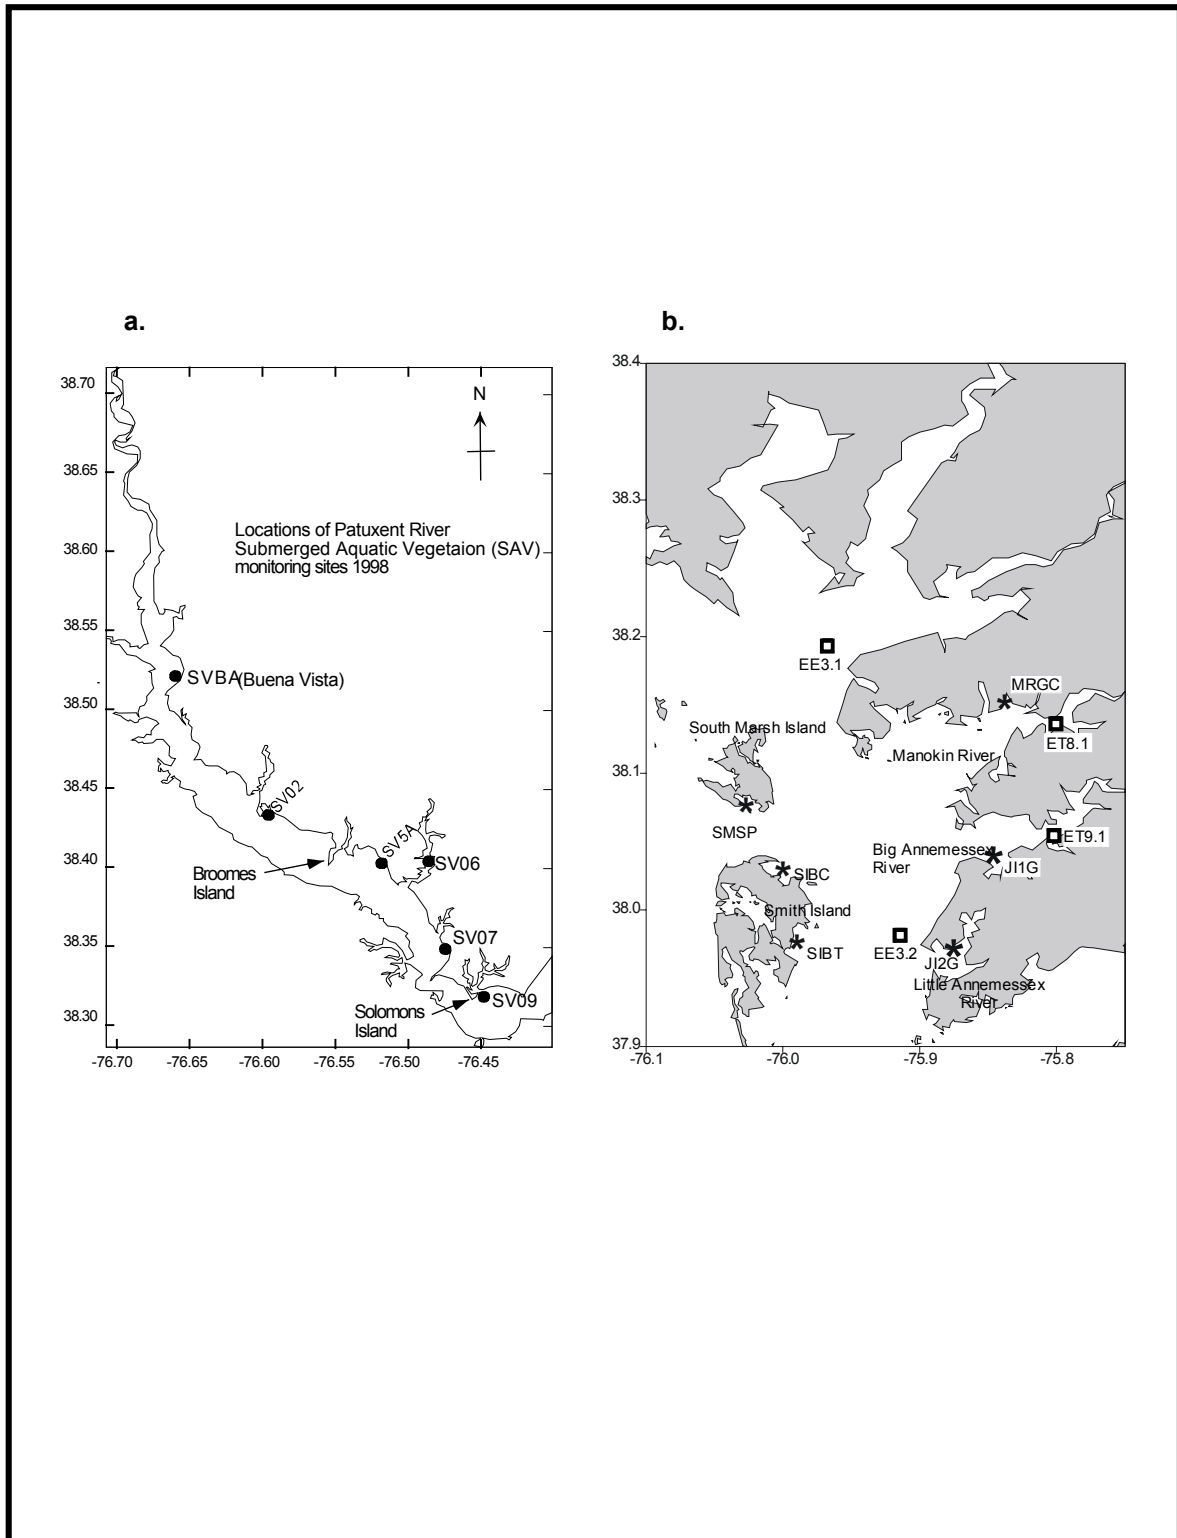 a.
38.70
38.65
38.60
38.55
38.50
38.45
38.40
38.35
38.30
-76.70
-76.65
-76.60
-76.55
-76.50
-76.45
N
Locations of Patuxent River
Submerged Aquatic Vegetaion (SAV)
monitoring sites 1998
SVBA(Buena Vista)
SV02
SV5A
SV06
Broomes
Island
SV07
SV09
Solomons
Island
b.
38.4
38.3
38.2
38.1
38.0
37.9
-76.1
-76.0
-75.9
-75.8
EE3.1
MRGC
South Marsh Island
ET8.1
Manokin River
SMSP
ET9.1
Big Annemessex
River
JI1G
SIBC
Smith Island
SIBT
EE3.2
JI2G
Little Annemessex
River